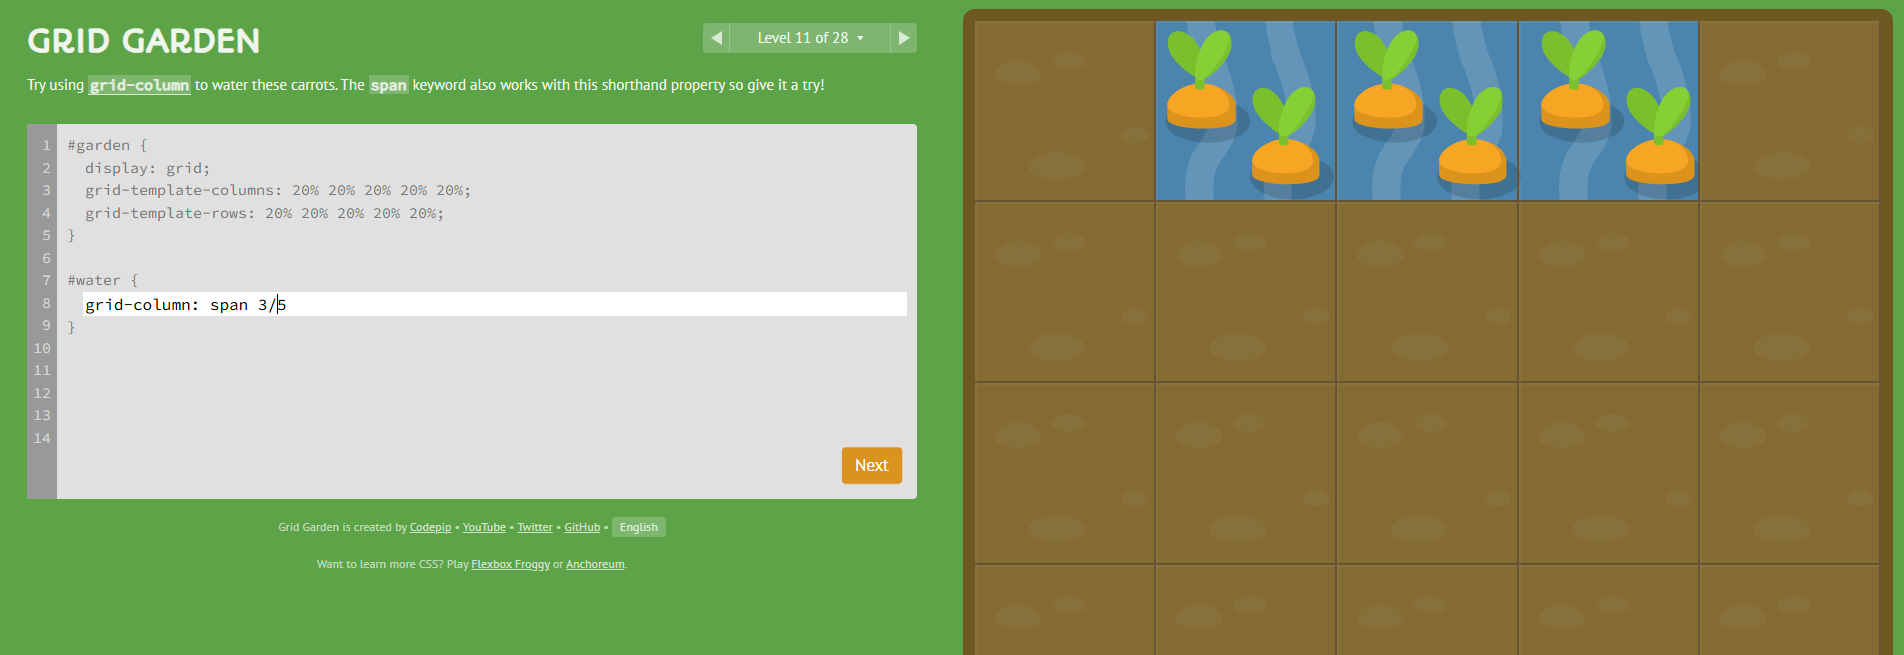 GRID GARDEN
◀ Level 11 of 28 ▾ ▶
Try using grid-column to water these carrots. The span keyword also works with this shorthand property so give it a try!
1 #garden {
2 display: grid;
3 grid-template-columns: 20% 20% 20% 20% 20%;
4 grid-template-rows: 20% 20% 20% 20% 20%;
5 }
6
7 #water {
8 grid-column: span 3/5
9 }
10
11
12
13
14
Next
Grid Garden is created by Codepip • YouTube • Twitter • GitHub • English
Want to learn more CSS? Play Flexbox Froggy or Anchoreum.